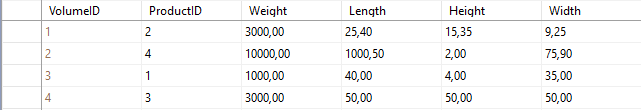 VolumeID ProductID Weight Length Height Width
1 2 3000,00 25,40 15,35 9,25
2 4 10000,00 1000,50 2,00 75,90
3 1 1000,00 40,00 4,00 35,00
4 3 3000,00 50,00 50,00 50,00